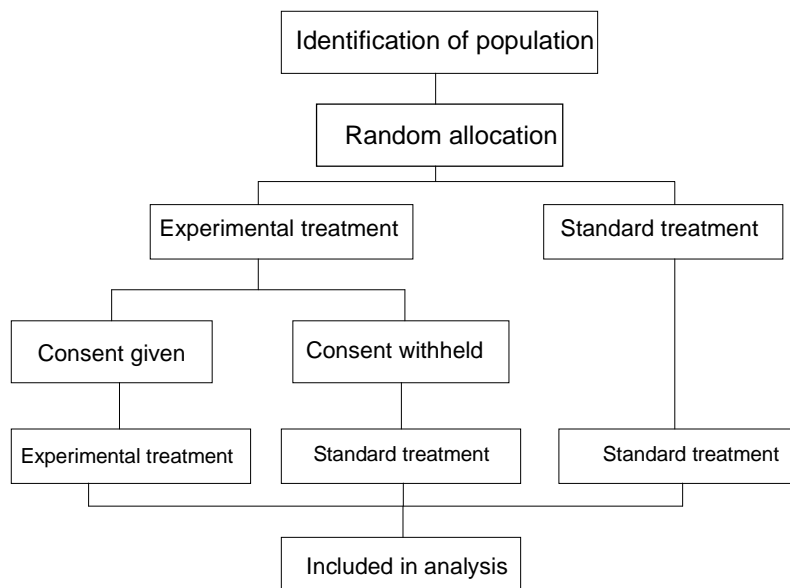 Identification of population
Random allocation
Experimental treatment
Standard treatment
Consent given
Consent withheld
Experimental treatment
Standard treatment
Standard treatment
Included in analysis